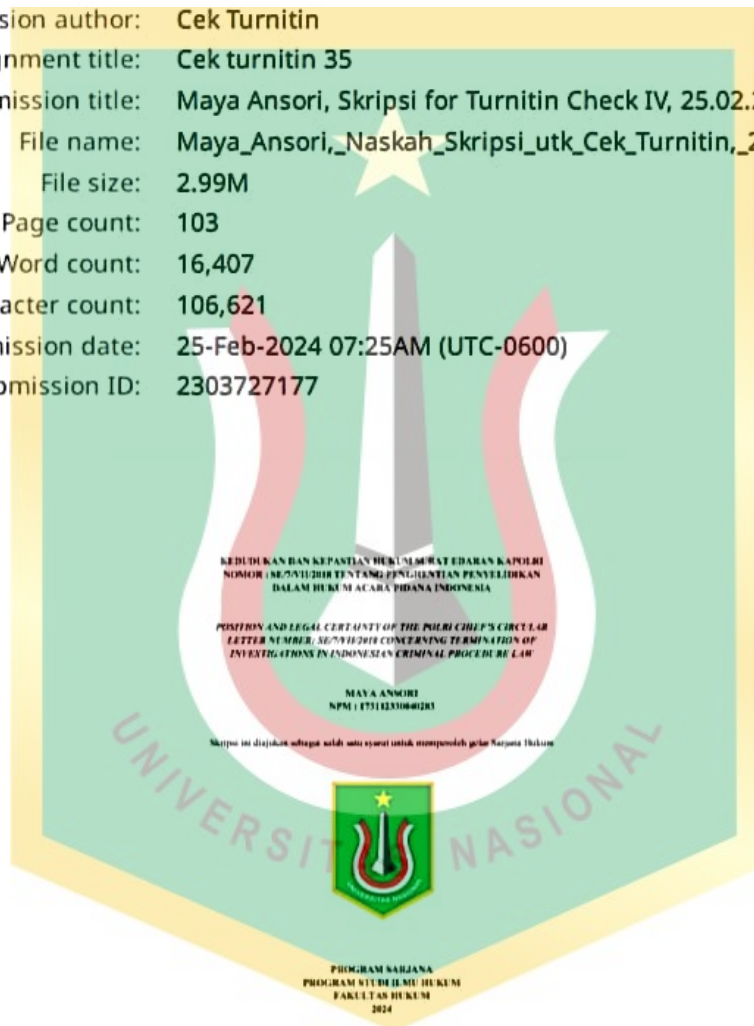 sion author: Cek Turnitin
gnment title: Cek turnitin 35
nission title: Maya Ansori, Skripsi for Turnitin Check IV, 25.02.2
File name: Maya_Ansori,_Naskah_Skripsi_utk_Cek_Turnitin,_2
File size: 2.99M
Page count: 103
Word count: 16,407
acter count: 106,621
nission date: 25-Feb-2024 07:25AM (UTC-0600)
omission ID: 2303727177
KEDUDUKAN DAN KEPASTIAN HUKUM SURAT EDARAN KAPOLRI
NOMOR : SE/7/VII/2018 TENTANG PENGHENTIAN PENYELIDIKAN
DALAM HUKUM ACARA PIDANA INDONESIA
POSITION AND LEGAL CERTAINTY OF THE POLRI CHIEF'S CIRCULAR
LETTER NUMBER: SE/7/VII/2018 CONCERNING TERMINATION OF
INVESTIGATIONS IN INDONESIAN CRIMINAL PROCEDURE LAW
MAYA ANSORI
NPM : 173112330040283
Skripsi ini diajukan sebagai salah satu syarat untuk memperoleh gelar Sarjana Hukum
UNIVERSITAS NASIONAL
UNIVERSITAS NASIONAL
PROGRAM SARJANA
PROGRAM STUDI ILMU HUKUM
FAKULTAS HUKUM
2024